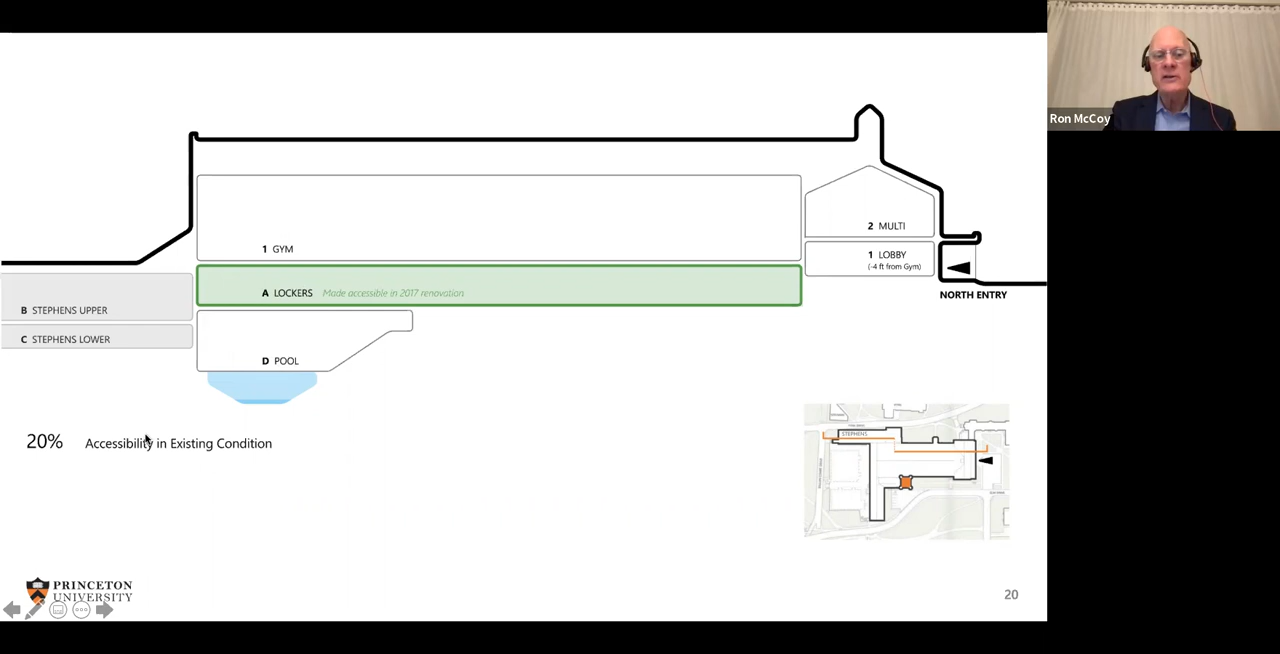 Ron McCoy
2 MULTI
1 GYM
1 LOBBY
(-4 ft from Gym)
A LOCKERS Made accessible in 2017 renovation
NORTH ENTRY
B STEPHENS UPPER
C STEPHENS LOWER
D POOL
20% Accessibility in Existing Condition
STEPHENS
PRINCETON
UNIVERSITY
20